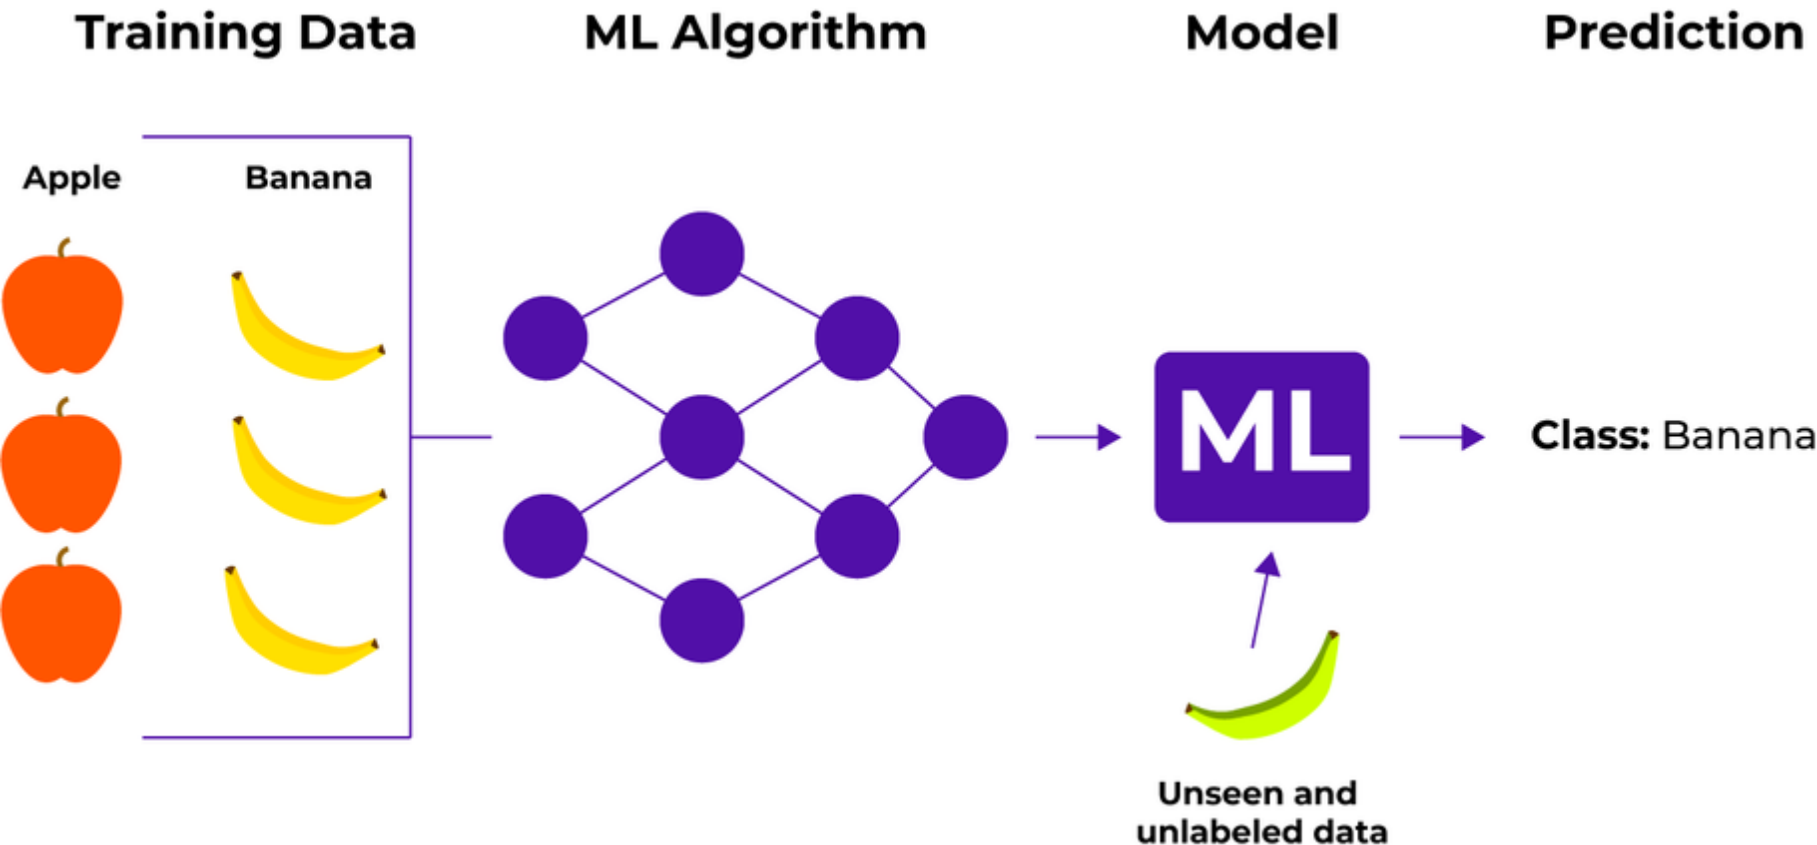 Training Data
ML Algorithm
Model
Prediction
Apple
Banana
ML
Class: Banana
Unseen and
unlabeled data